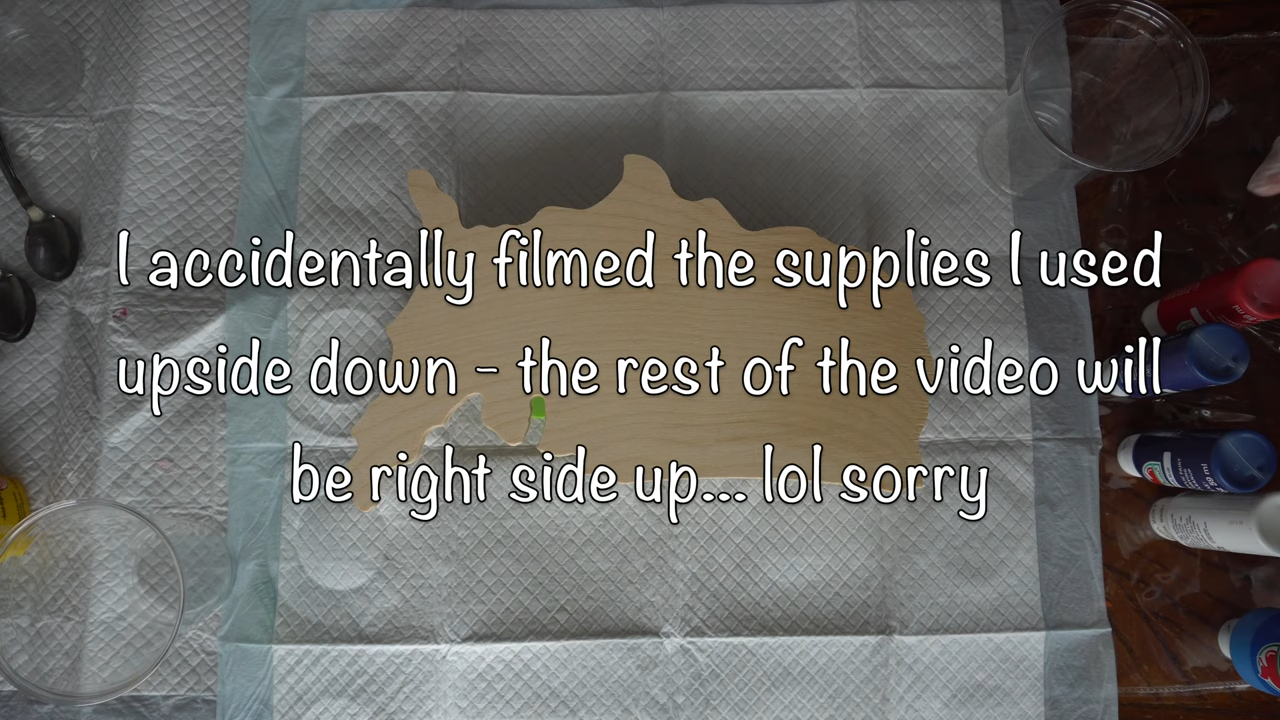 I accidentally filmed the supplies I used
upside down - the rest of the video will
be right side up... lol sorry